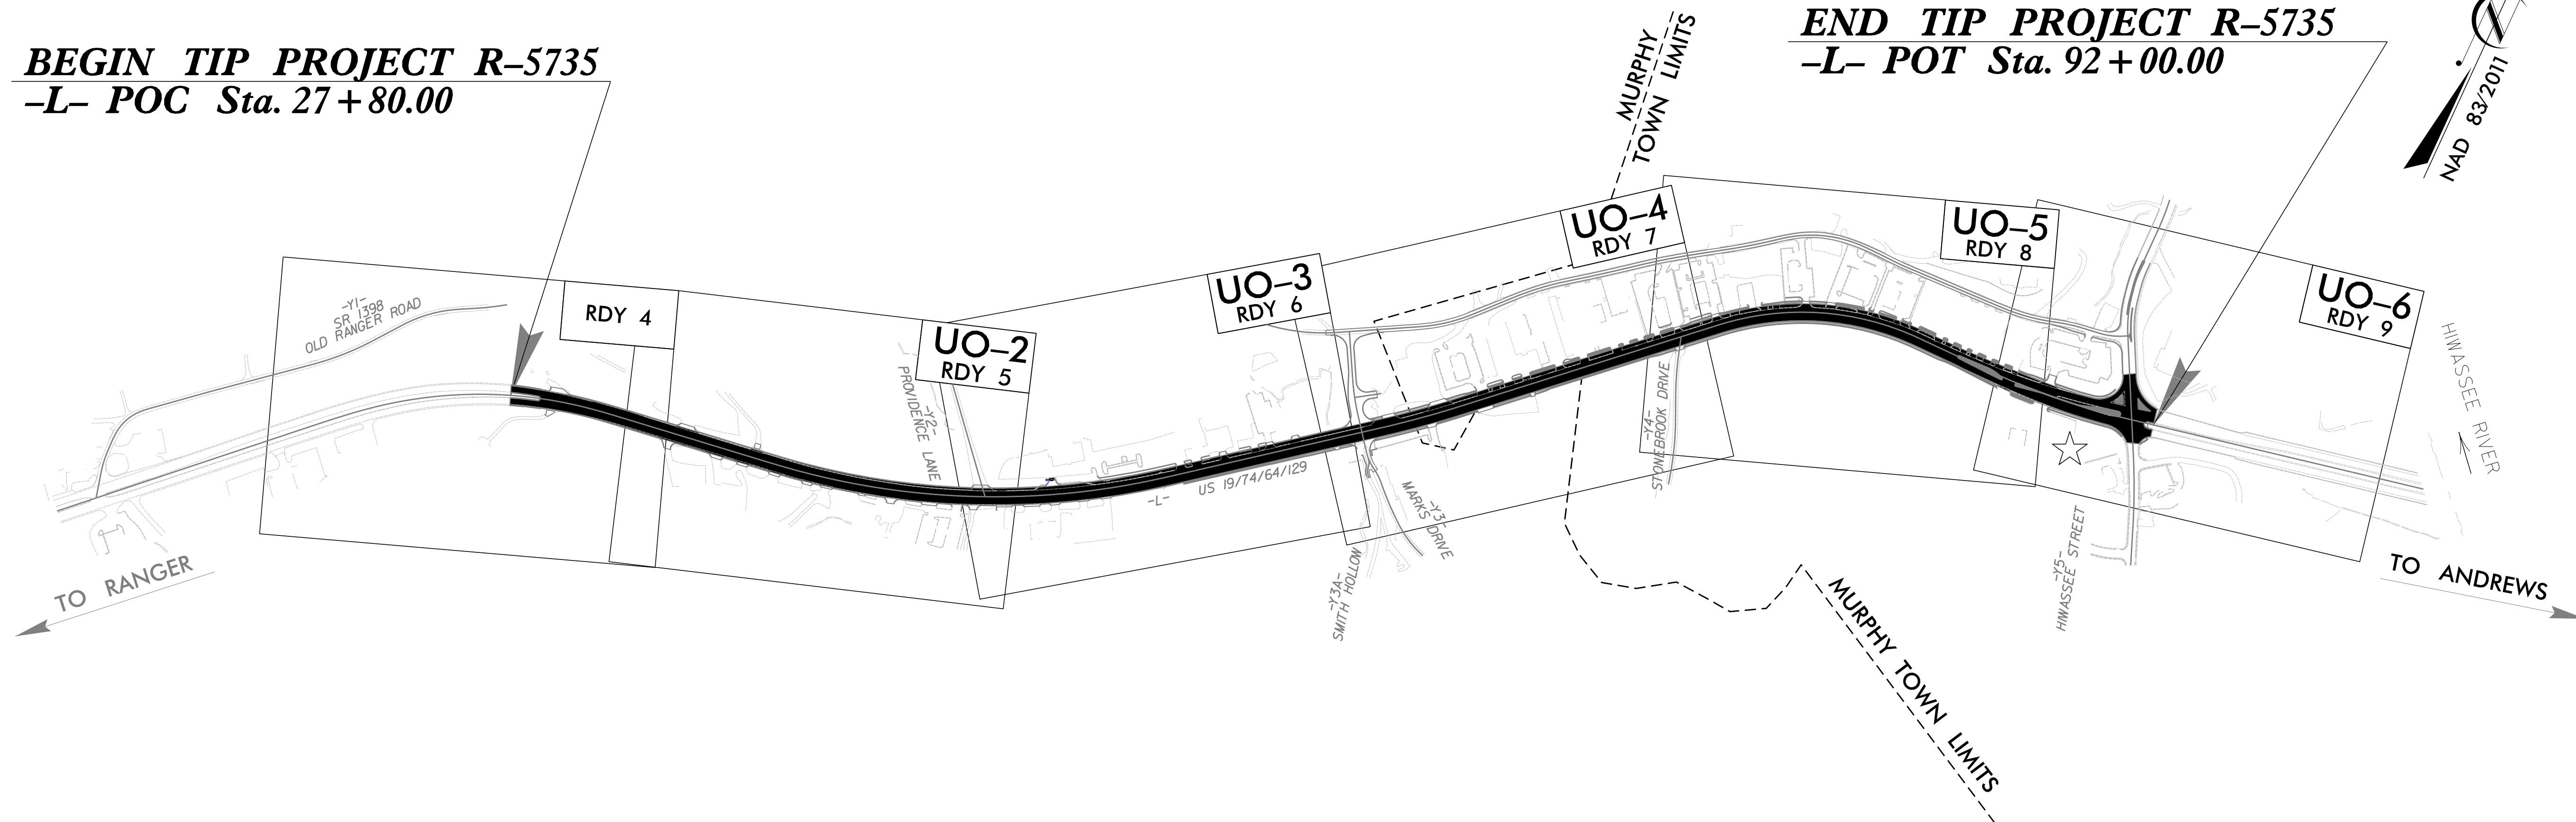 BEGIN TIP PROJECT R–5735
–L– POC Sta. 27+80.00
END TIP PROJECT R–5735
–L– POT Sta. 92+00.00
NAD 83/2011
MURPHY
TOWN LIMITS
-Y1-
SR 1398
OLD RANGER ROAD
RDY 4
UO–2
RDY 5
UO–3
RDY 6
UO–4
RDY 7
UO–5
RDY 8
UO–6
RDY 9
-Y2-
PROVIDENCE LANE
-L-
US 19/74/64/129
-Y3-
MARKS DRIVE
-Y3A-
SMITH HOLLOW
-Y4-
STONEBROOK DRIVE
-Y5-
HIWASSEE STREET
HIWASSEE RIVER
TO RANGER
TO ANDREWS
MURPHY TOWN LIMITS